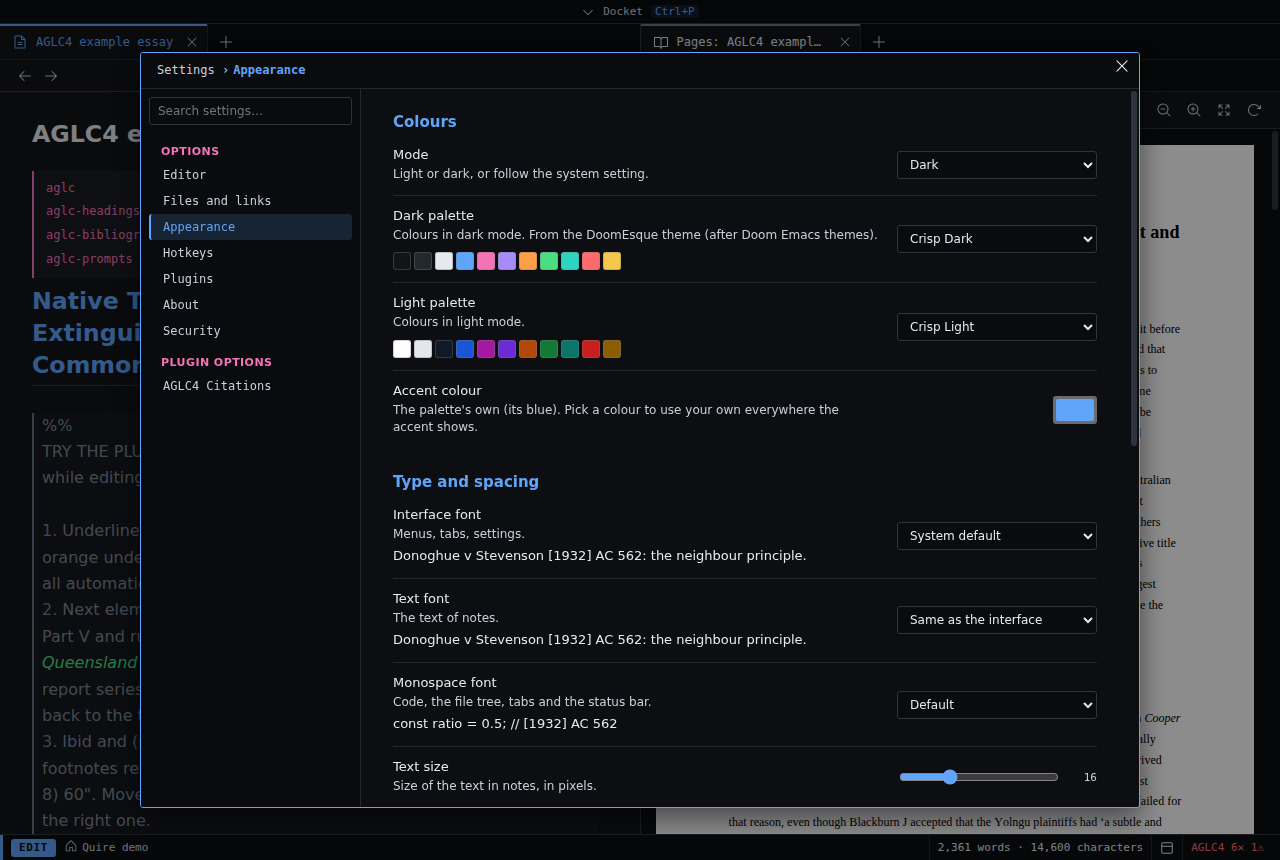 Docket Ctrl+P
AGLC4 example essay
Pages: AGLC4 exampl…
Settings › Appearance
Search settings...
OPTIONS
Editor
Files and links
Appearance
Hotkeys
Plugins
About
Security
PLUGIN OPTIONS
AGLC4 Citations
Colours
Mode
Light or dark, or follow the system setting.
Dark
Dark palette
Colours in dark mode. From the DoomEsque theme (after Doom Emacs themes).
Crisp Dark
Light palette
Colours in light mode.
Crisp Light
Accent colour
The palette's own (its blue). Pick a colour to use your own everywhere the
accent shows.
Type and spacing
Interface font
Menus, tabs, settings.
Donoghue v Stevenson [1932] AC 562: the neighbour principle.
System default
Text font
The text of notes.
Donoghue v Stevenson [1932] AC 562: the neighbour principle.
Same as the interface
Monospace font
Code, the file tree, tabs and the status bar.
const ratio = 0.5; // [1932] AC 562
Default
Text size
Size of the text in notes, in pixels.
16
AGLC4 e
aglc
aglc-headings
aglc-bibliogr
aglc-prompts
Native T
Extingui
Common
%%
TRY THE PLU
while editing
1. Underline
orange unde
all automati
2. Next elem
Part V and ru
Queensland
report series
back to the t
3. Ibid and (
footnotes re
8) 60". Move
the right one.
t and
it before
d that
s to
me
be
tralian
t
hers
ive title
s
gest
e the
Cooper
ally
rived
st
ailed for
that reason, even though Blackburn J accepted that the Yolngu plaintiffs had ‘a subtle and
EDIT
Quire demo
2,361 words · 14,600 characters
AGLC4 6× 1⚠